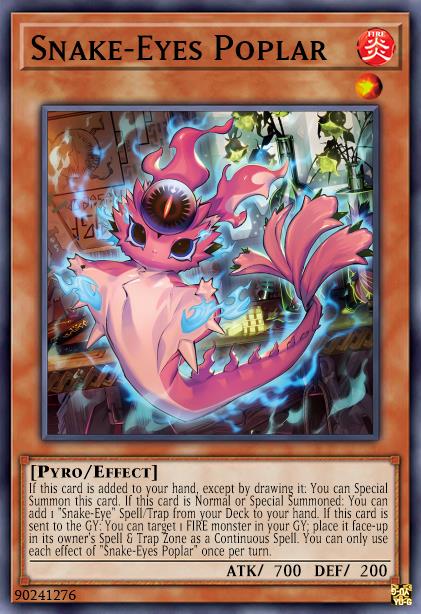 SNAKE-EYES POPLAR
FIRE
炎
[PYRO/EFFECT]
If this card is added to your hand, except by drawing it: You can Special
Summon this card. If this card is Normal or Special Summoned: You can
add 1 "Snake-Eye" Spell/Trap from your Deck to your hand. If this card is
sent to the GY: You can target 1 FIRE monster in your GY; place it face-up
in its owner's Spell & Trap Zone as a Continuous Spell. You can only use
each effect of "Snake-Eyes Poplar" once per turn.
ATK/ 700 DEF/ 200
90241276